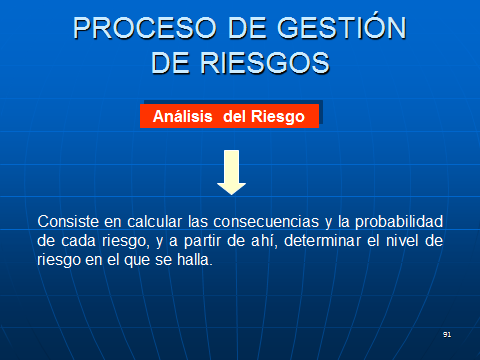 PROCESO DE GESTIÓN
DE RIESGOS
Análisis del Riesgo
Consiste en calcular las consecuencias y la probabilidad
de cada riesgo, y a partir de ahí, determinar el nivel de
riesgo en el que se halla.
91